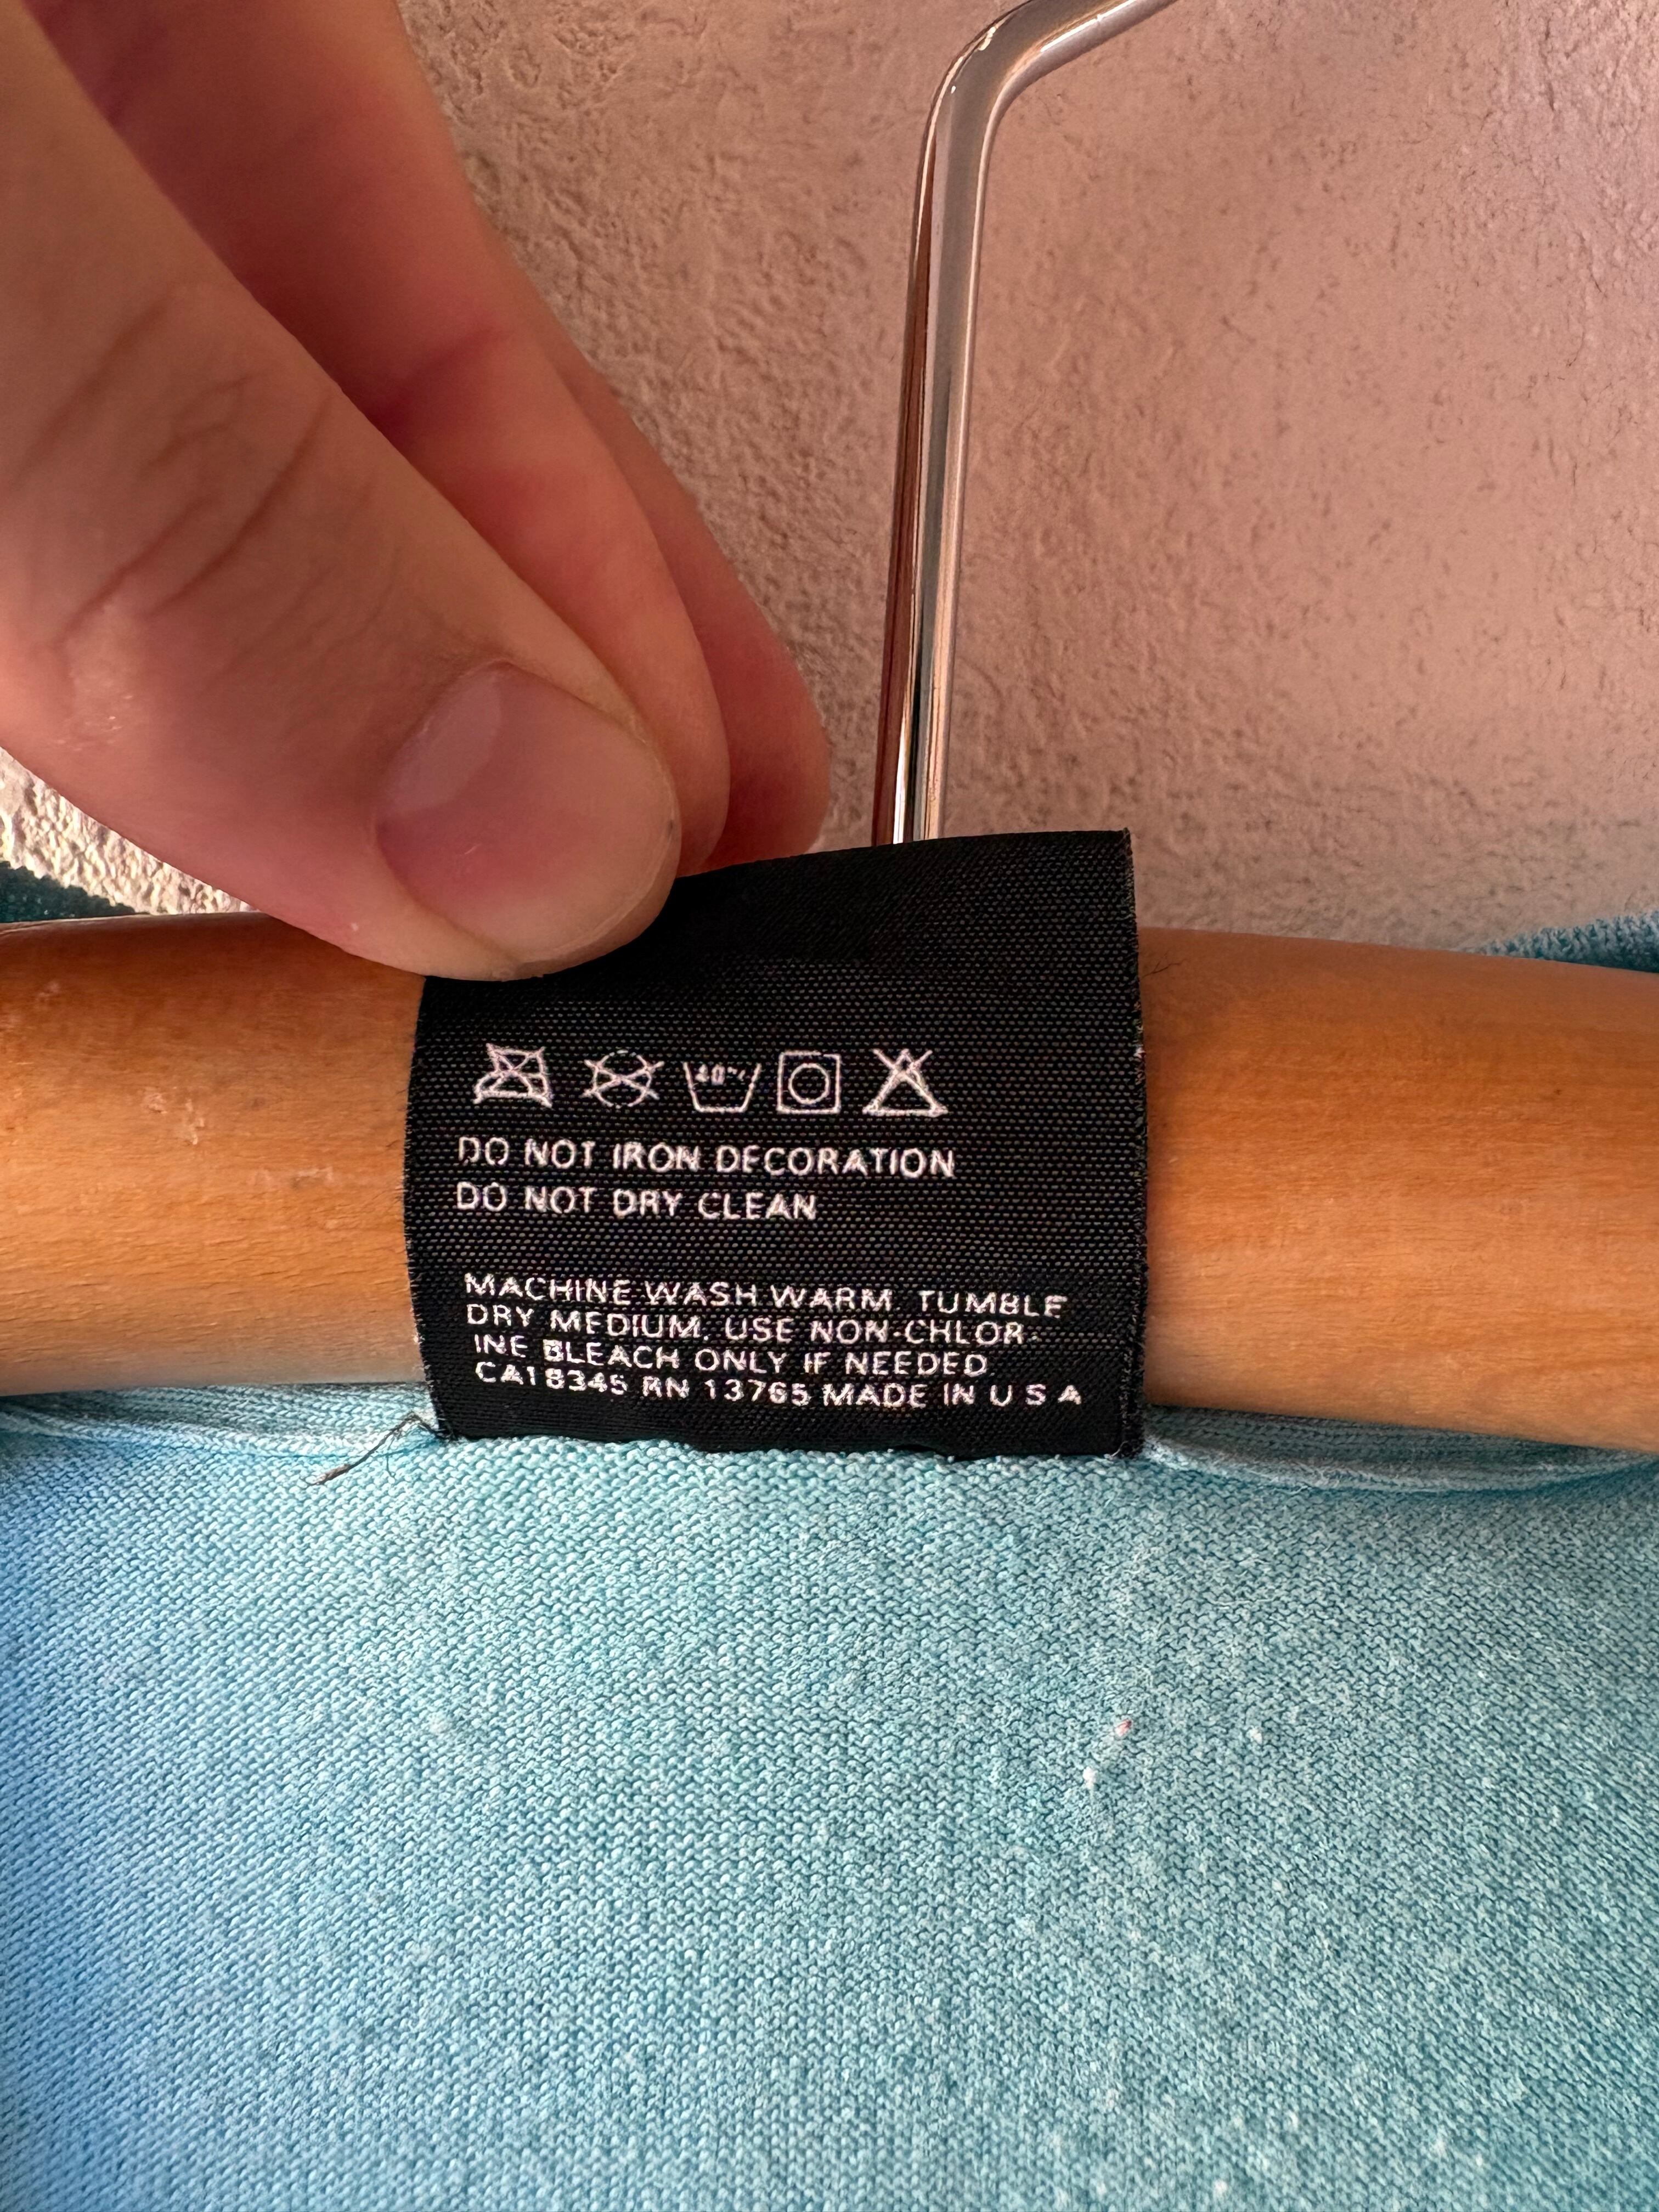 40°
DO NOT IRON DECORATION
DO NOT DRY CLEAN
MACHINE WASH WARM. TUMBLE
DRY MEDIUM. USE NON-CHLOR-
INE BLEACH ONLY IF NEEDED
CA18345 RN 13765 MADE IN U S A